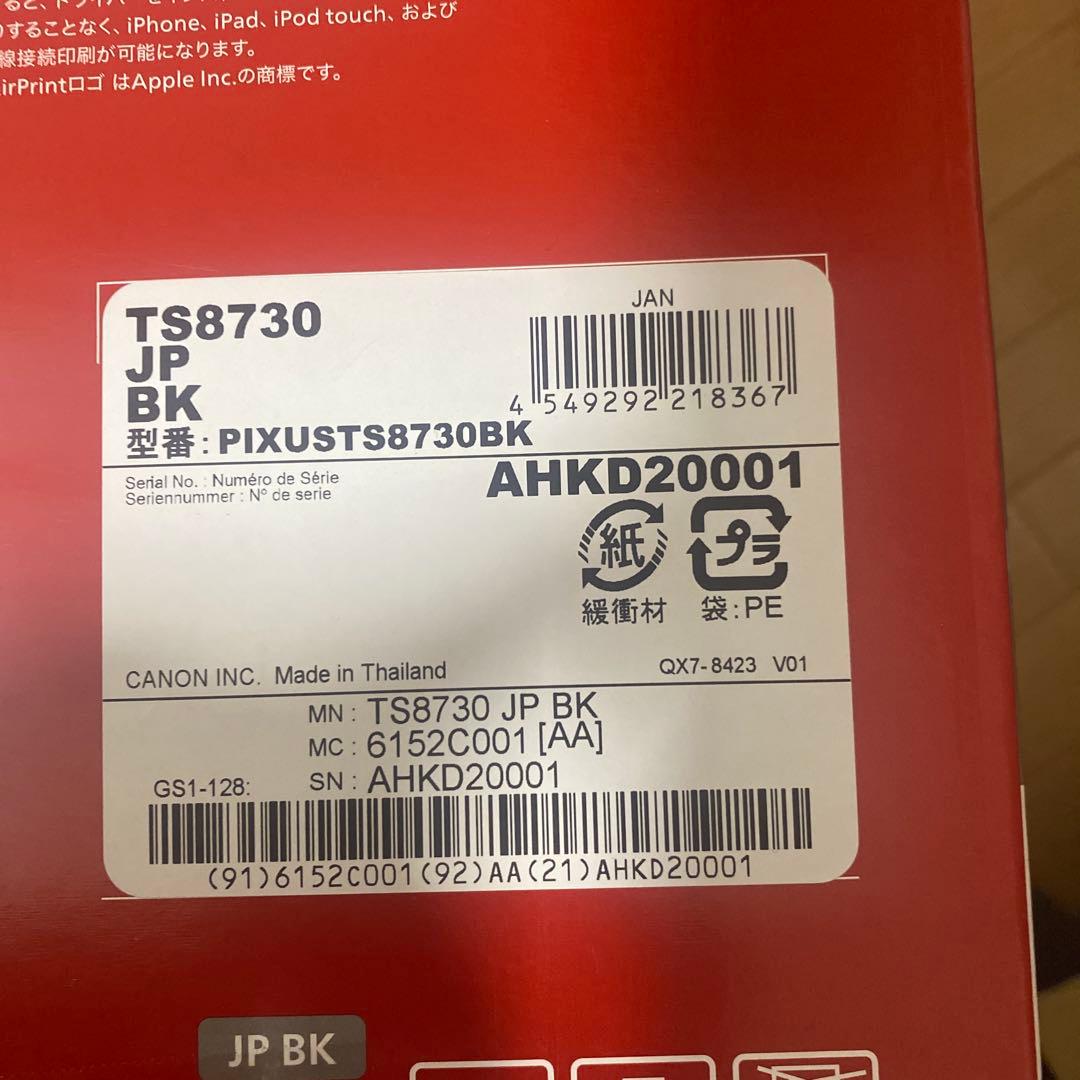 することなく、iPhone、iPad、iPod touch、および
線接続印刷が可能になります。
irPrintロゴ はApple Inc.の商標です。
TS8730
JP
BK
型番:PIXUSTS8730BK
JAN
4 549292 218367
Serial No. : Numéro de Série
Seriennummer : Nº de serie
AHKD20001
紙
プラ
緩衝材
袋:PE
CANON INC. Made in Thailand
QX7-8423 V01
MN : TS8730 JP BK
MC : 6152C001 [AA]
SN : AHKD20001
GS1-128:
(91)6152C001(92)AA(21)AHKD20001
JP BK